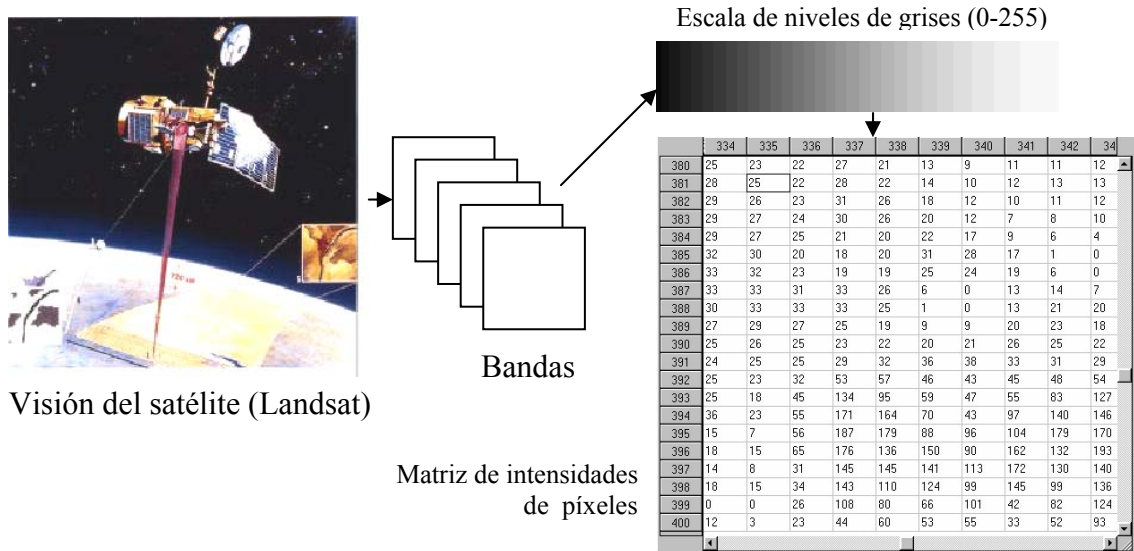 Escala de niveles de grises (0-255)
334 335 336 337 338 339 340 341 342 34
380 25 23 22 27 21 13 9 11 11 12
381 28 25 22 28 22 14 10 12 13 13
382 29 26 23 31 26 18 12 10 11 12
383 29 27 24 30 26 20 12 7 8 10
384 29 27 25 21 20 22 17 9 6 4
385 32 30 20 18 20 31 28 17 1 0
386 33 32 23 19 19 25 24 19 6 0
387 33 33 31 33 26 6 0 13 14 7
388 30 33 33 33 25 1 0 13 21 20
389 27 29 27 25 19 9 9 20 23 18
390 25 26 25 23 22 20 21 26 25 22
391 24 25 25 29 32 36 38 33 31 29
392 25 23 32 53 57 46 43 45 48 54
393 25 18 45 134 95 59 47 55 83 127
394 36 23 55 171 164 70 43 97 140 146
395 15 7 56 187 179 88 96 104 179 170
396 18 15 65 176 136 150 90 162 132 193
397 14 8 31 145 145 141 113 172 130 140
398 18 15 34 143 110 124 99 145 99 136
399 0 0 26 108 80 66 101 42 82 124
400 12 3 23 44 60 53 55 33 52 93
Bandas
Visión del satélite (Landsat)
Matriz de intensidades
de píxeles